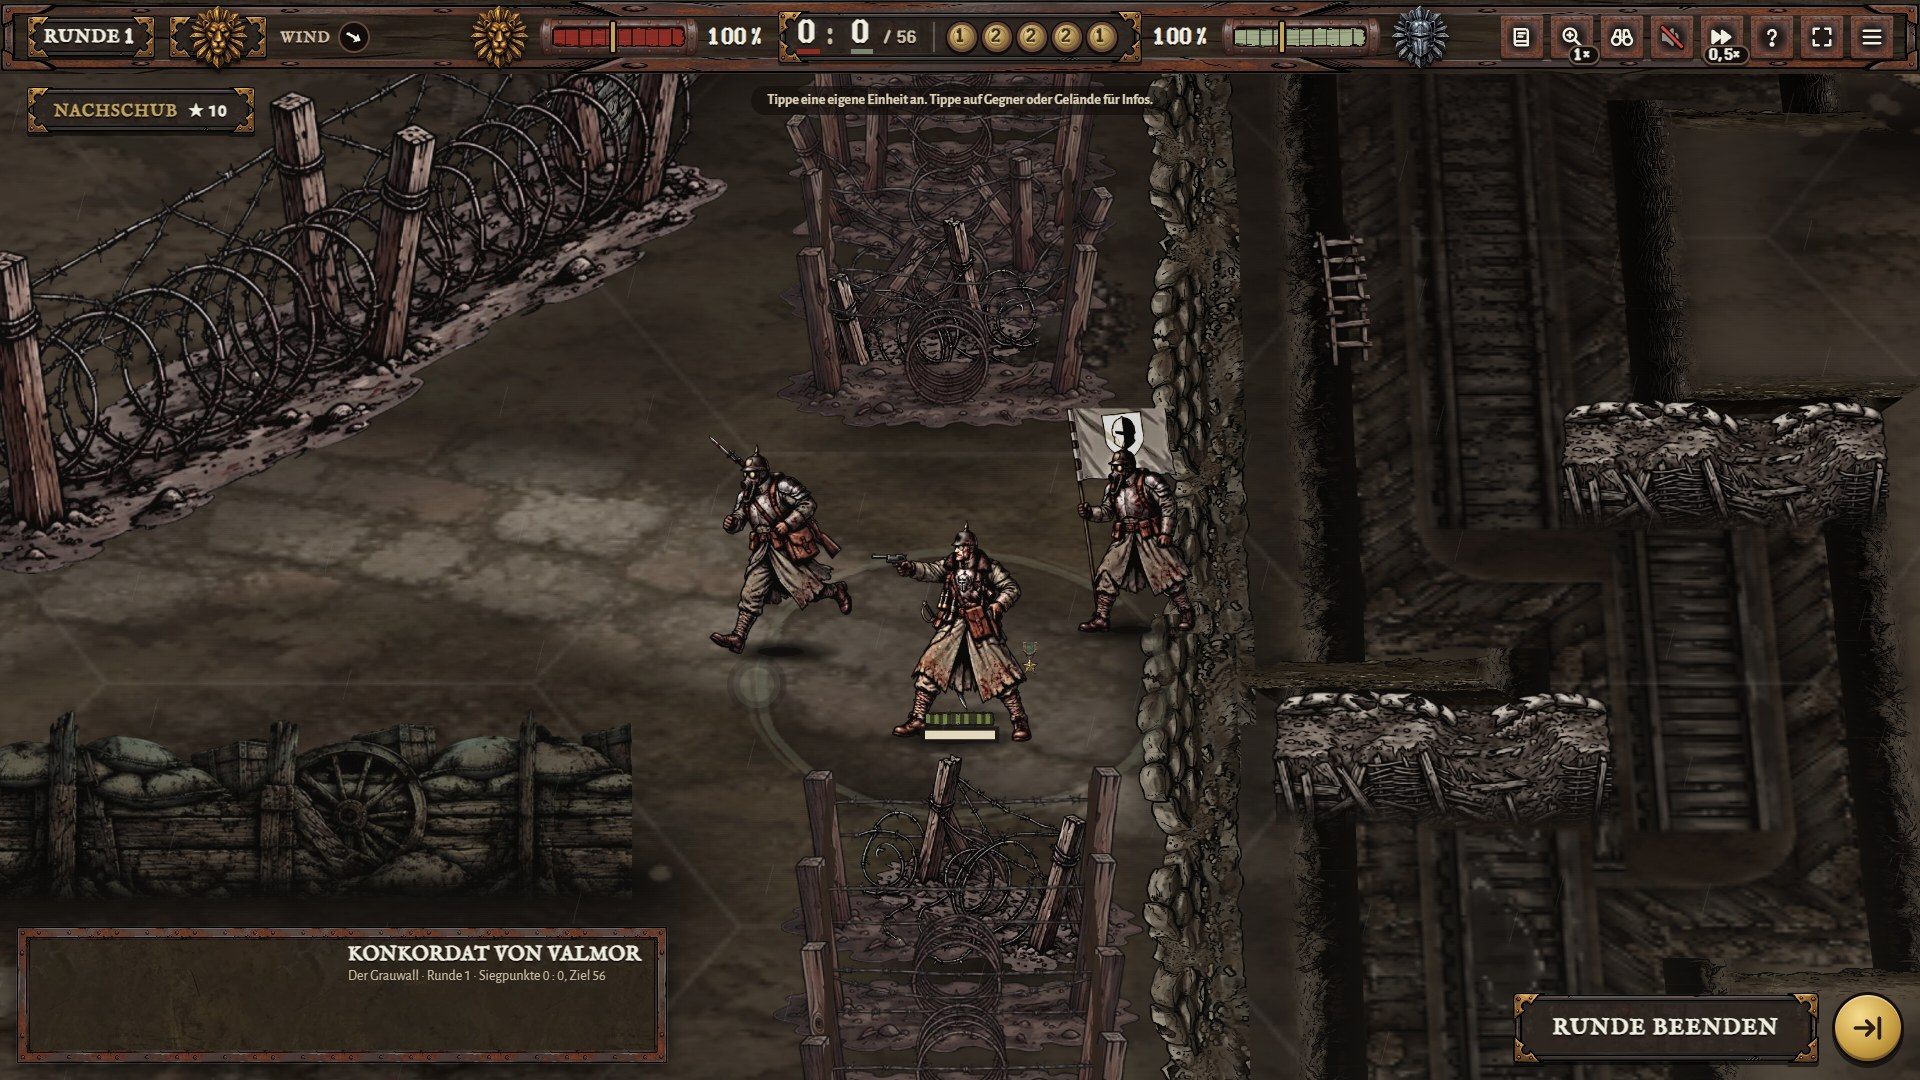 RUNDE 1
WIND
100%
0 : 0 / 56
1 2 2 2 1
100%
1×
0,5×
?
NACHSCHUB ★ 10
Tippe eine eigene Einheit an. Tippe auf Gegner oder Gelände für Infos.
KONKORDAT VON VALMOR
Der Grauwall · Runde 1 · Siegpunkte 0 : 0, Ziel 56
RUNDE BEENDEN